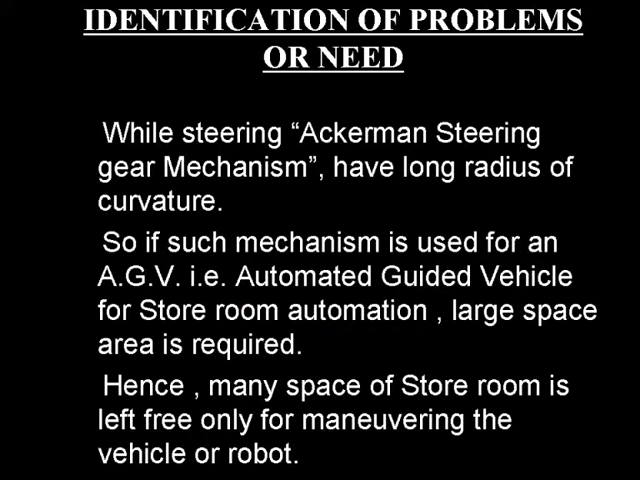 IDENTIFICATION OF PROBLEMS
OR NEED
While steering “Ackerman Steering
gear Mechanism”, have long radius of
curvature.
So if such mechanism is used for an
A.G.V. i.e. Automated Guided Vehicle
for Store room automation , large space
area is required.
Hence , many space of Store room is
left free only for maneuvering the
vehicle or robot.